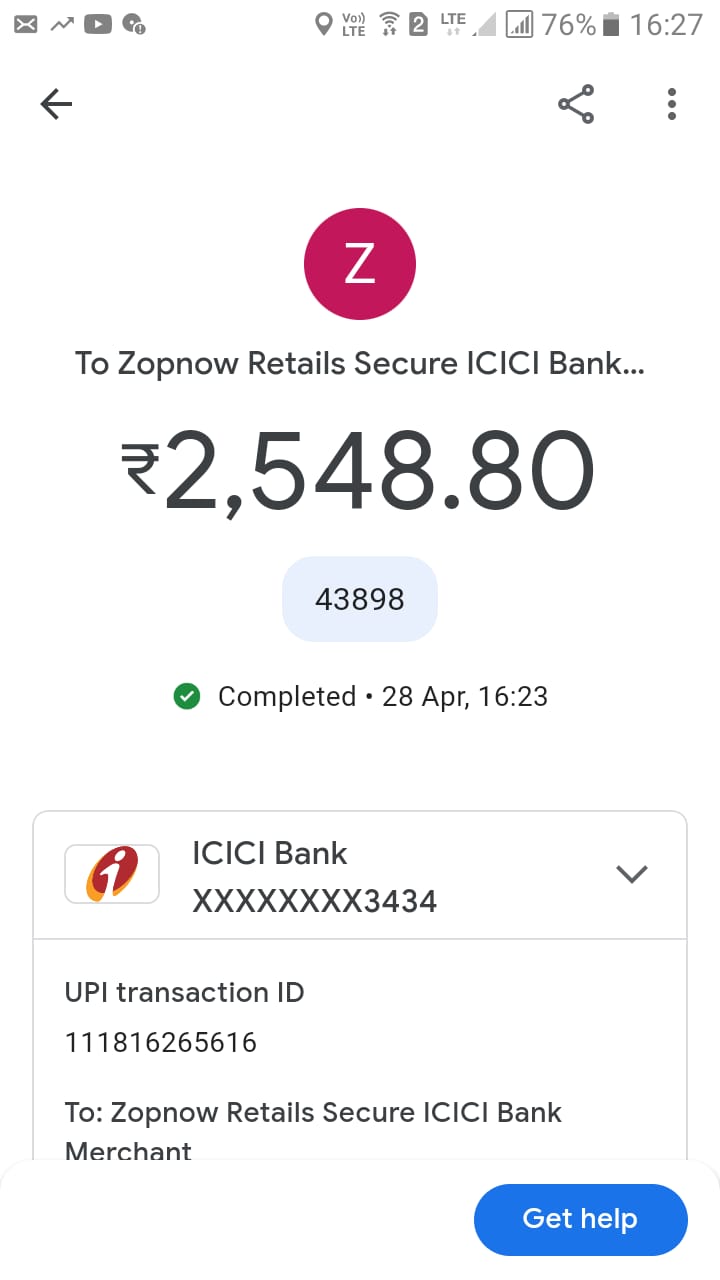 Vo)) LTE 2 LTE 76% 16:27
Z
To Zopnow Retails Secure ICICI Bank...
₹2,548.80
43898
Completed • 28 Apr, 16:23
ICICI Bank
XXXXXXXX3434
UPI transaction ID
111816265616
To: Zopnow Retails Secure ICICI Bank
Merchant
Get help